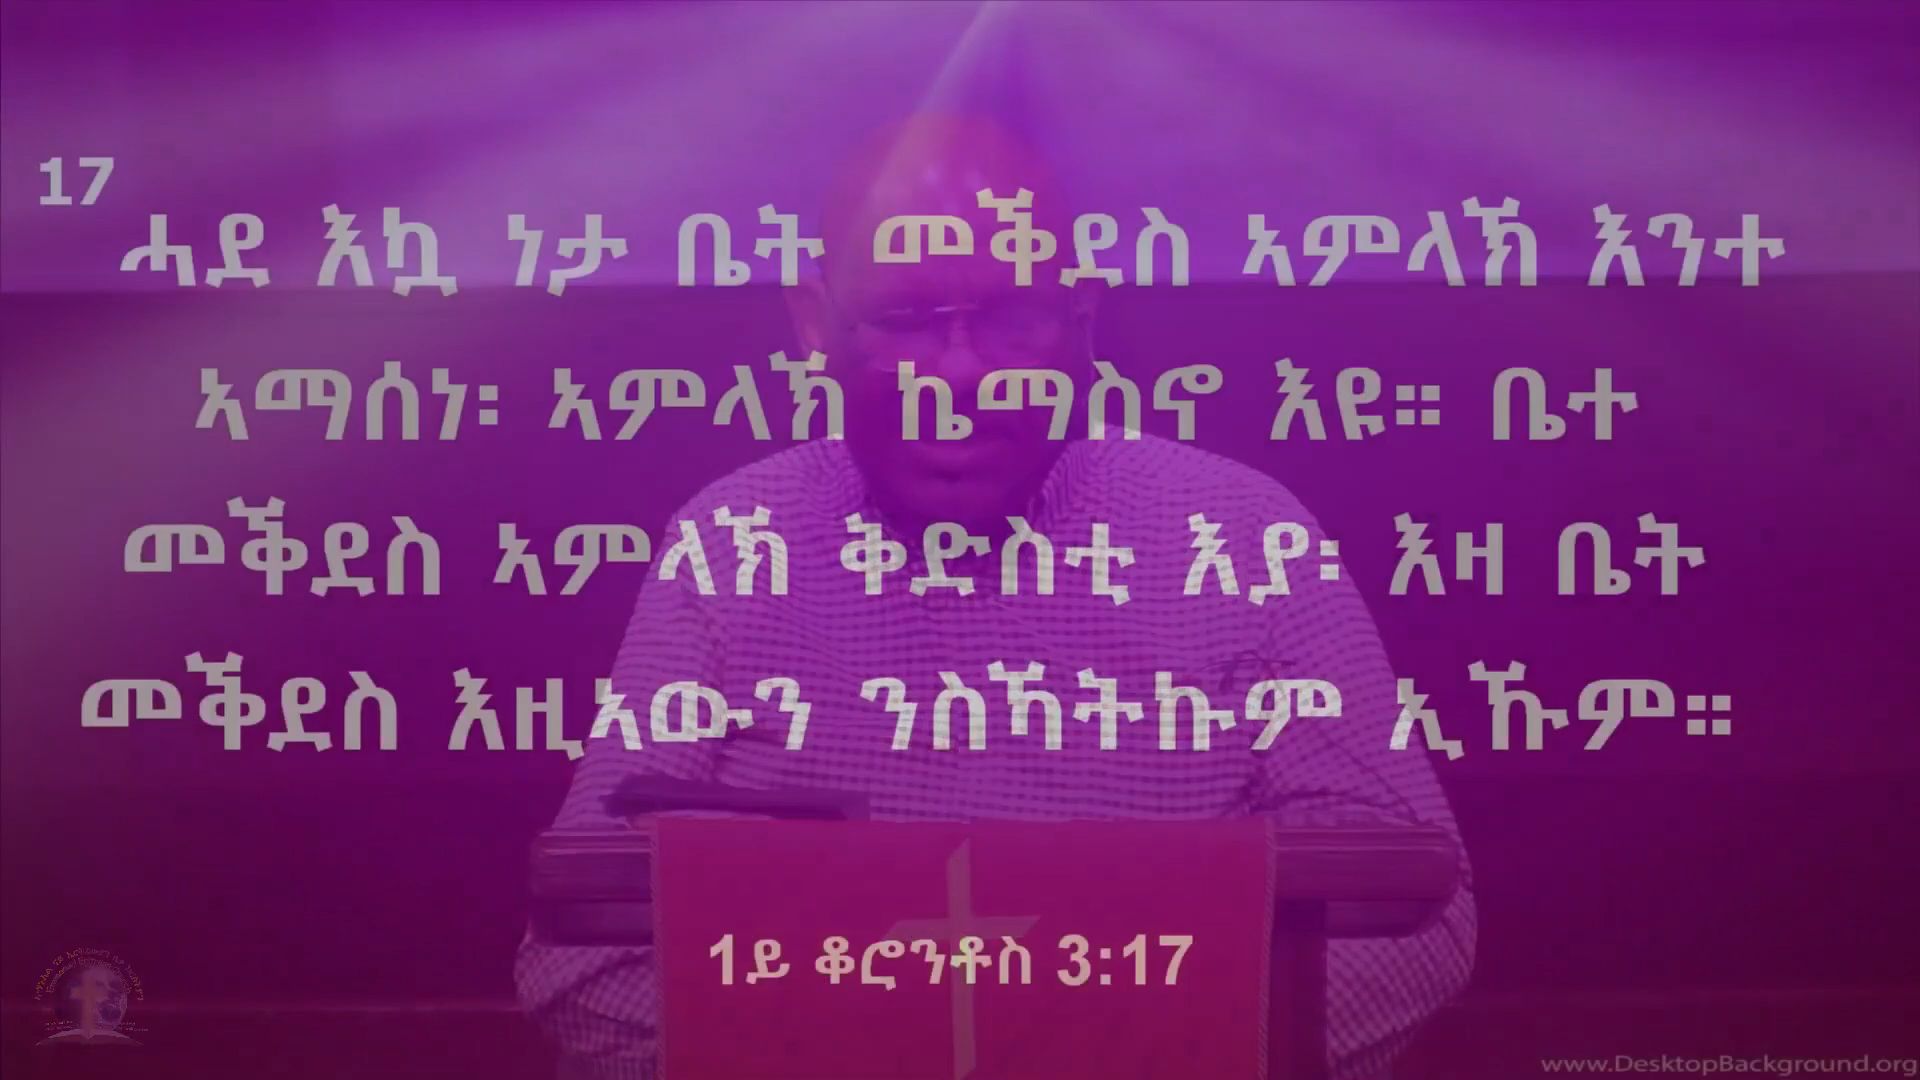 17
ሓደ እኳ ነታ ቤት መቕደስ ኣምላኽ እንተ
ኣማሰነ፡ ኣምላኽ ኬማስኖ እዩ። ቤተ
መቕደስ ኣምላኽ ቅድስቲ እያ፡ እዛ ቤት
መቕደስ እዚኣውን ንስኻትኩም ኢኹም።
1ይ ቆሮንቶስ 3:17
www.DesktopBackground.org